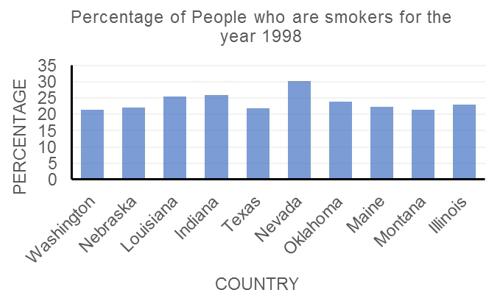 Percentage of People who are smokers for the
year 1998
PERCENTAGE
35
30
25
20
15
10
5
0
Washington
Nebraska
Louisiana
Indiana
Texas
Nevada
Oklahoma
Maine
Montana
Illinois
COUNTRY